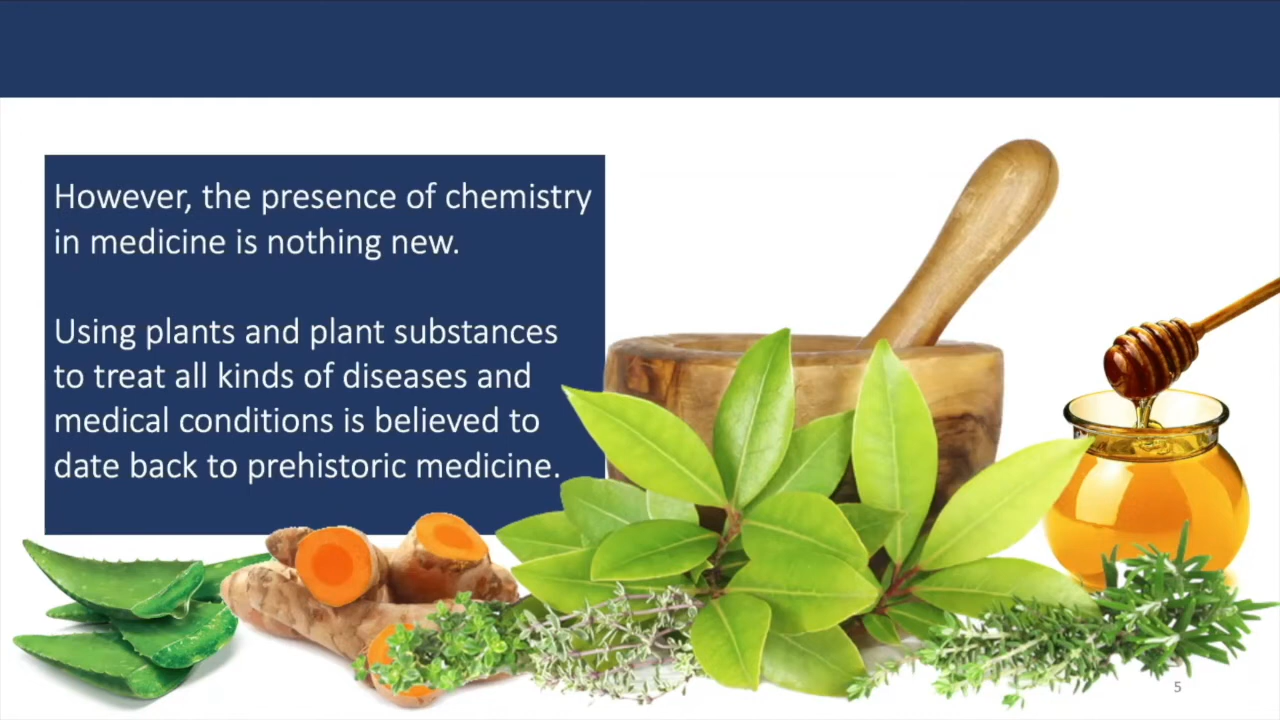 However, the presence of chemistry
in medicine is nothing new.
Using plants and plant substances
to treat all kinds of diseases and
medical conditions is believed to
date back to prehistoric medicine.
5